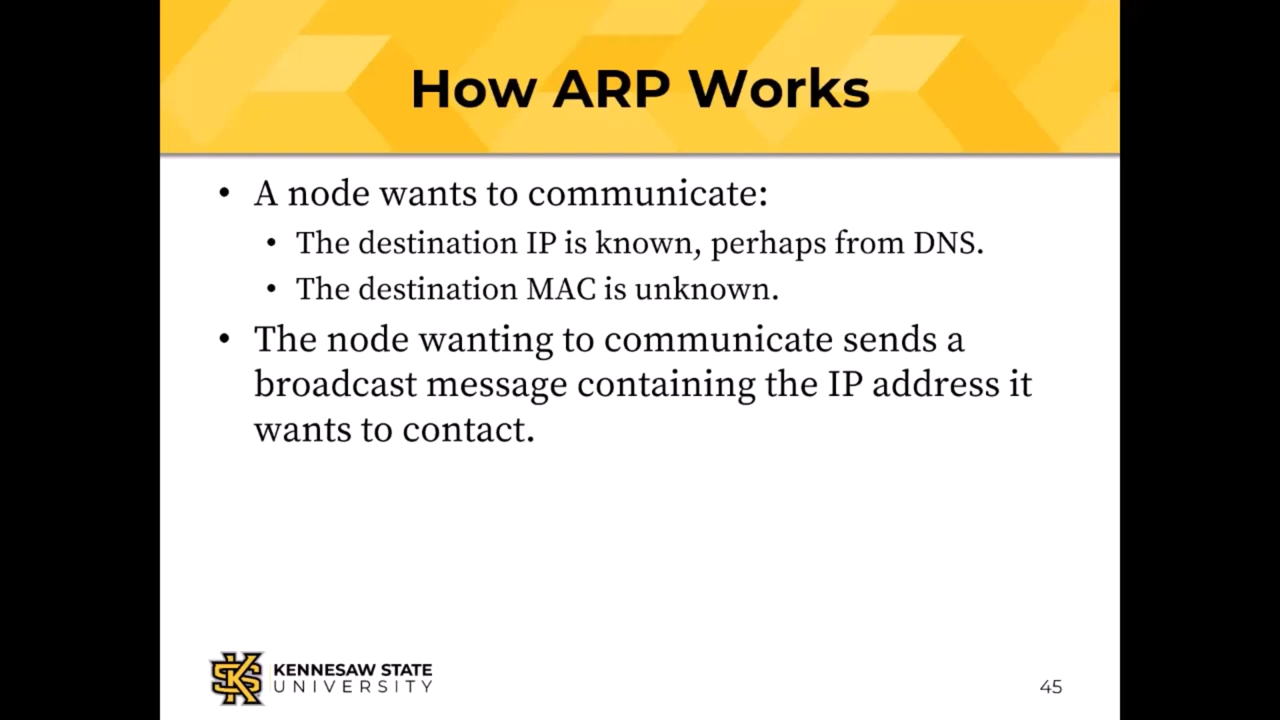 How ARP Works
• A node wants to communicate:
• The destination IP is known, perhaps from DNS.
• The destination MAC is unknown.
• The node wanting to communicate sends a
broadcast message containing the IP address it
wants to contact.
KENNESAW STATE
UNIVERSITY
45